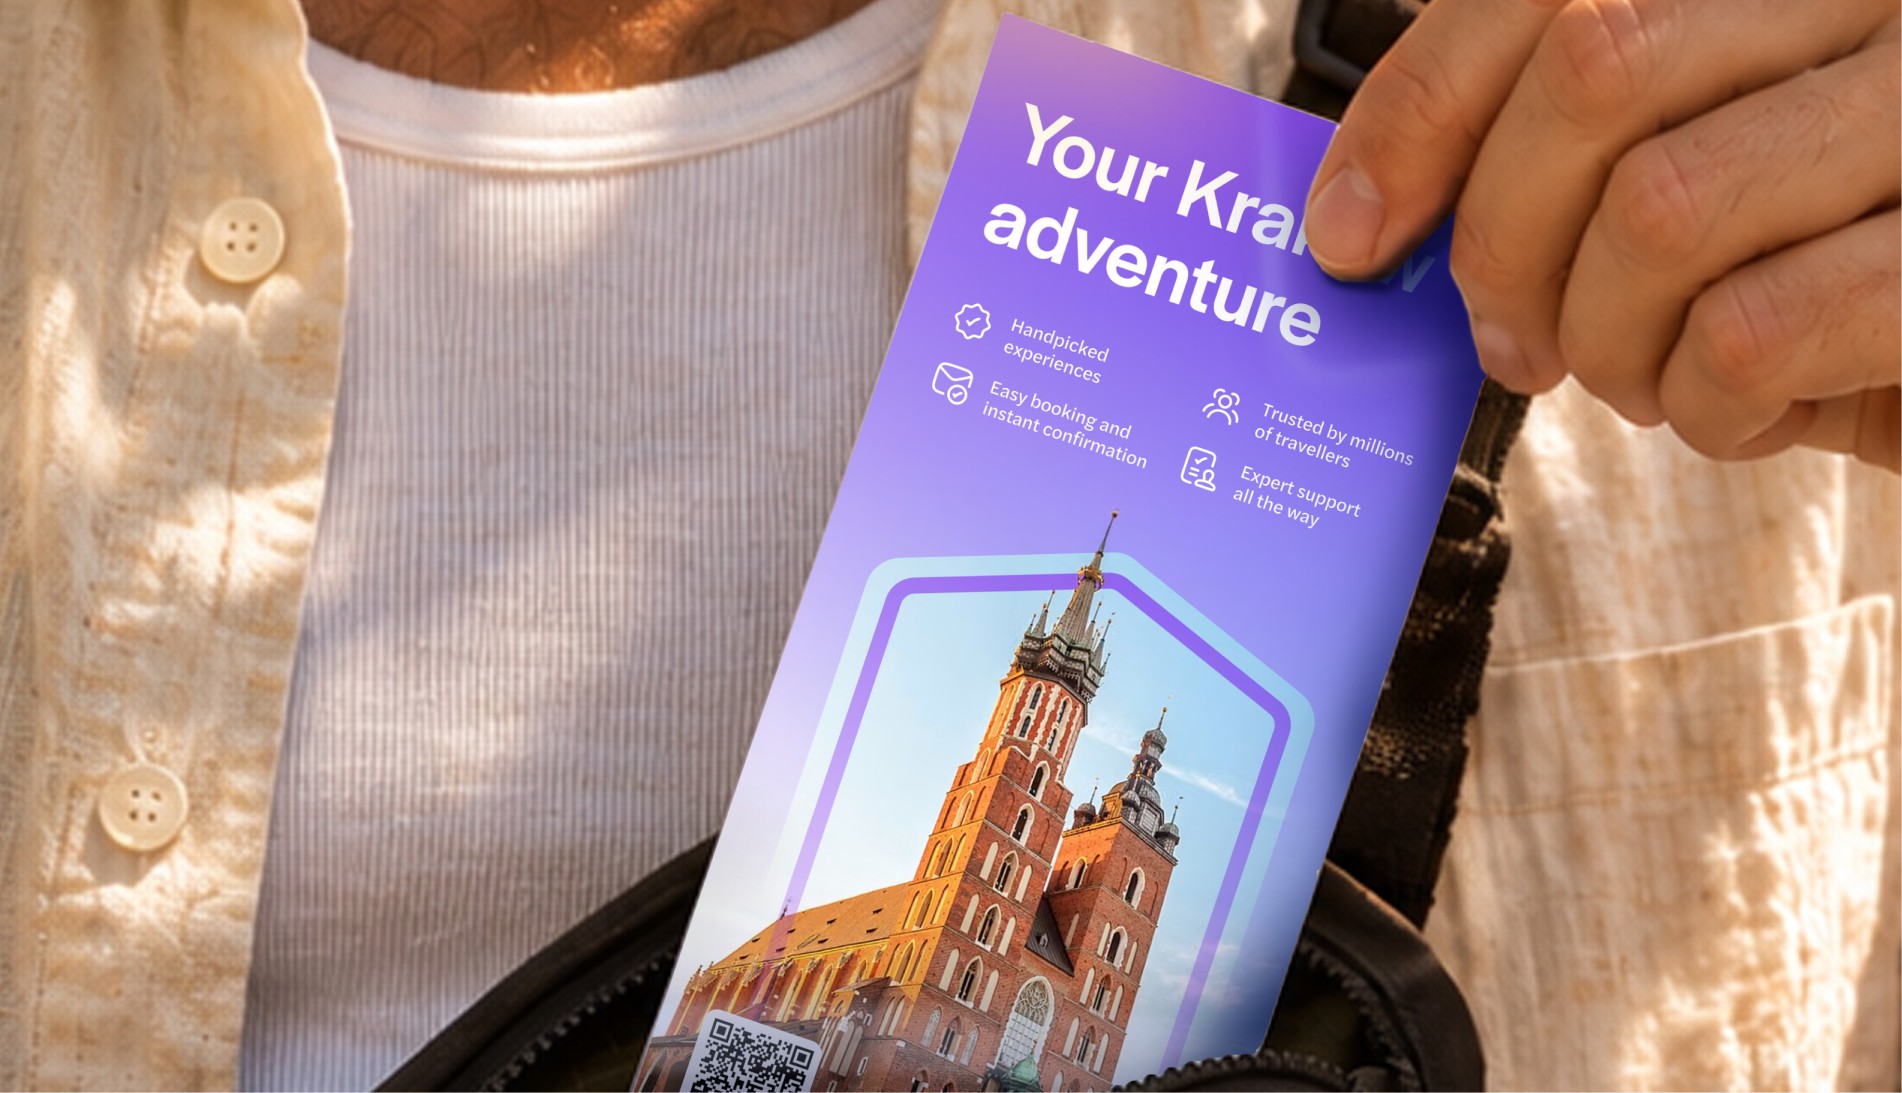 Your
adventure
Handpicked
experiences
Easy booking and
instant confirmation
Trusted by millions
of travellers
Expert support
all the way